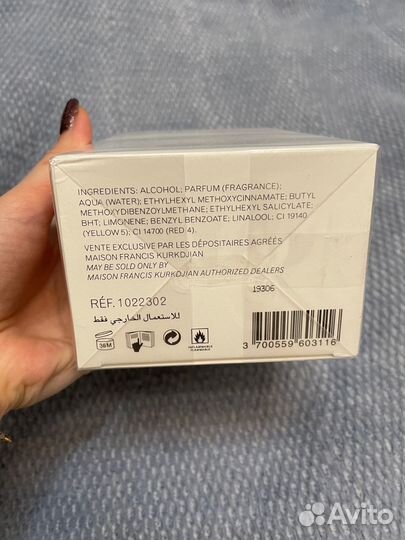 INGREDIENTS: ALCOHOL; PARFUM (FRAGRANCE);
AQUA (WATER); ETHYLHEXYL METHOXYCINNAMATE; BUTYL
METHOXYDIBENZOYLMETHANE; ETHYLHEXYL SALICYLATE;
BHT; LIMONENE; BENZYL BENZOATE; LINALOOL; CI 19140
(YELLOW 5); CI 14700 (RED 4).
VENTE EXCLUSIVE PAR LES DÉPOSITAIRES AGRÉÉS
MAISON FRANCIS KURKDJIAN
MAY BE SOLD ONLY BY
MAISON FRANCIS KURKDJIAN AUTHORIZED DEALERS
19306
RÉF. 1022302
للاستعمال الخارجي فقط
36M
INFLAMMABLE
FLAMMABLE
3 700559 603116
Avito